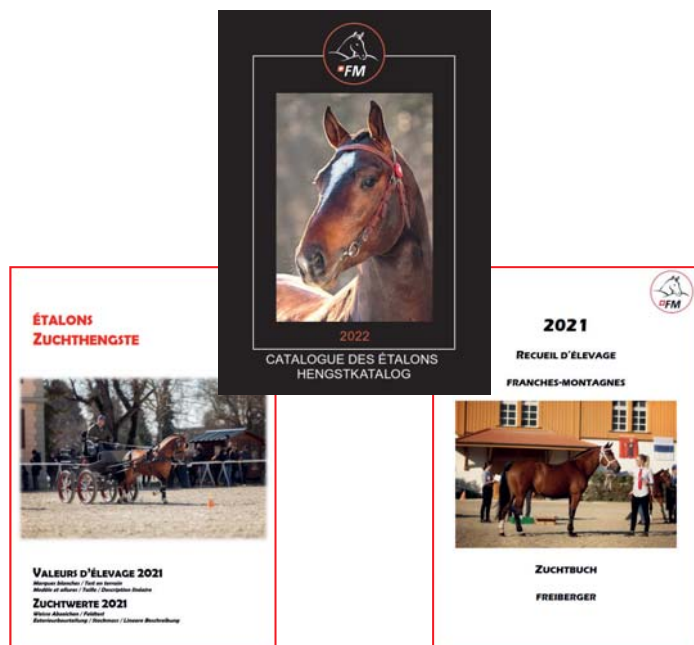 FM
2022
CATALOGUE DES ÉTALONS
HENGSTKATALOG
ÉTALONS
ZUCHTHENGSTE
VALEURS D'ÉLEVAGE 2021
Marques blanches / Test en terrain
Modèle et allures / Taille / Description linéaire
ZUCHTWERTE 2021
Weisse Abzeichen / Feldtest
Exterieurbeurteilung / Stockmass / Lineare Beschreibung
FM
2021
RECUEIL D'ÉLEVAGE
FRANCHES-MONTAGNES
ZUCHTBUCH
FREIBERGER